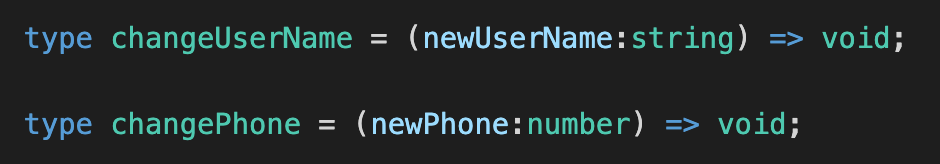 type changeUserName = (newUserName:string) => void;
type changePhone = (newPhone:number) => void;